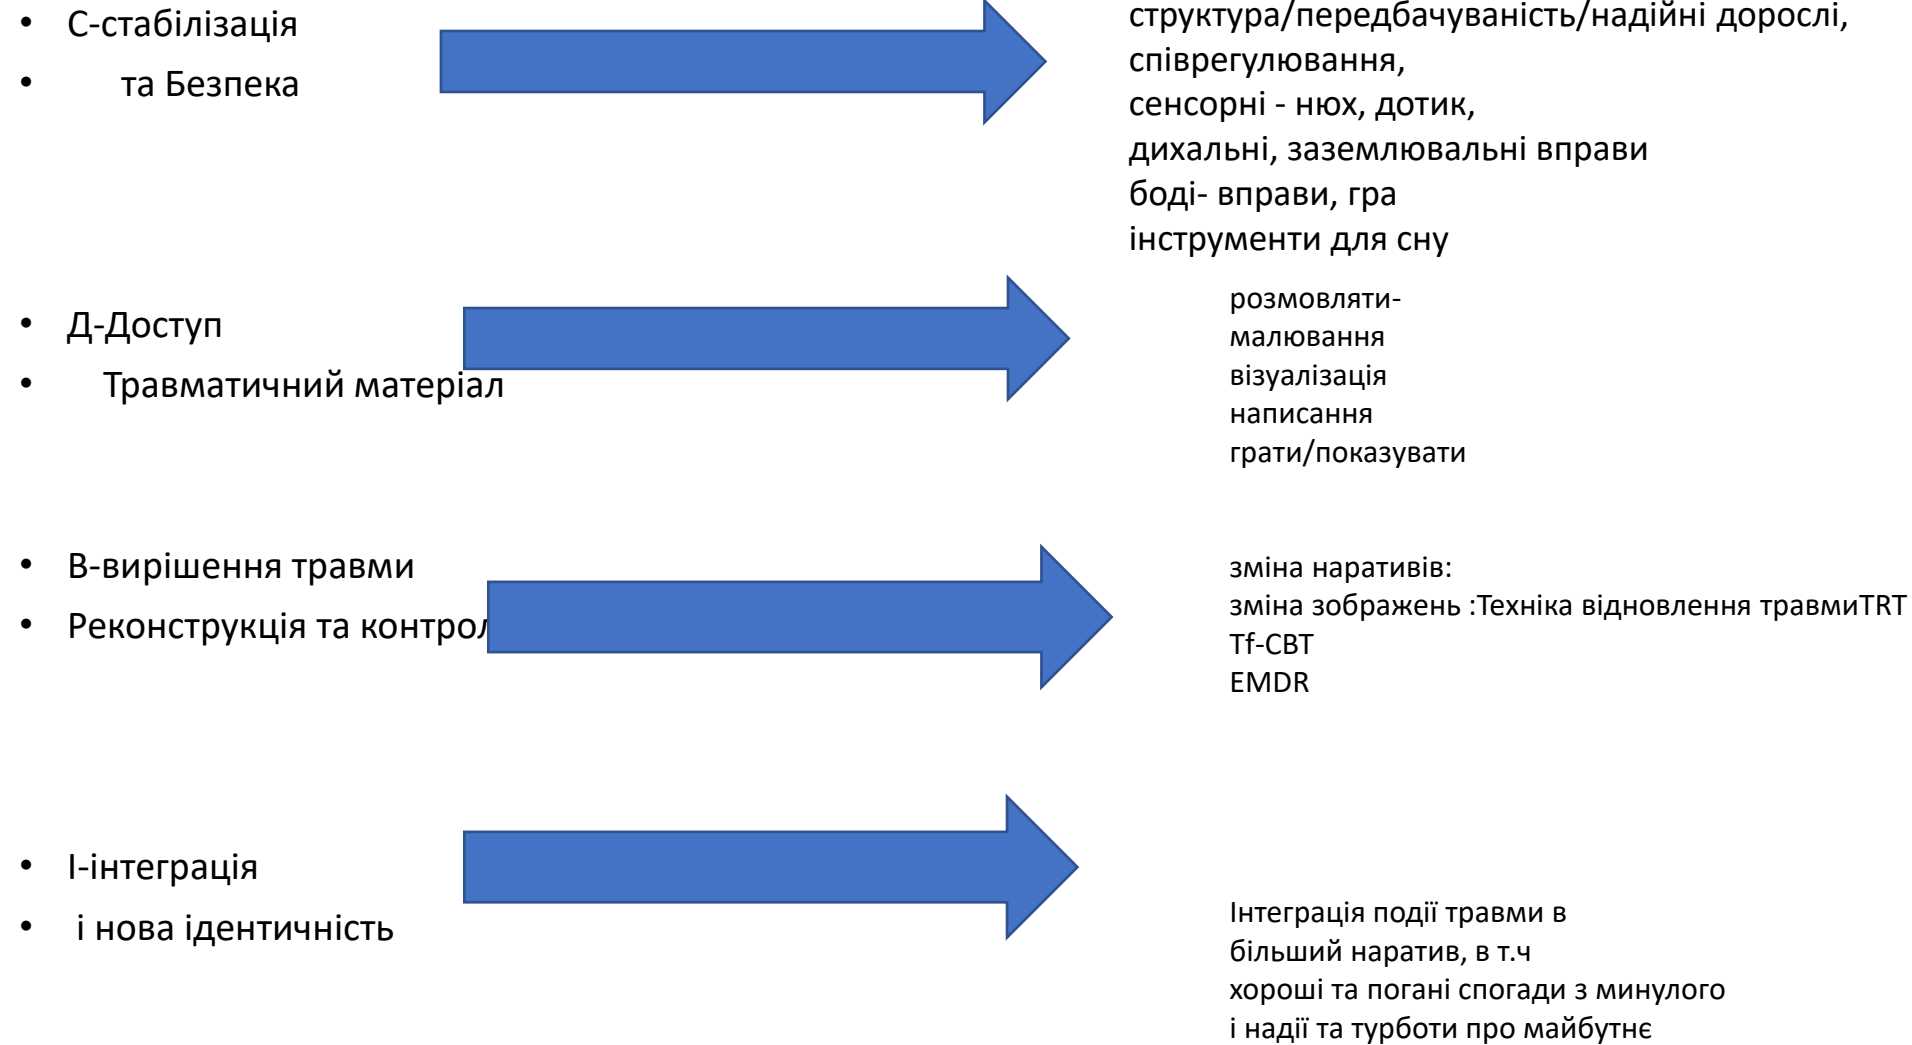 • С-стабілізація
• та Безпека
структура/передбачуваність/надійні дорослі,
співрегулювання,
сенсорні - нюх, дотик,
дихальні, заземлювальні вправи
боді- вправи, гра
інструменти для сну
• Д-Доступ
• Травматичний матеріал
розмовляти-
малювання
візуалізація
написання
грати/показувати
• В-вирішення травми
• Реконструкція та
зміна наративів:
зміна зображень :Техніка відновлення травмиTRT
Tf-CBT
EMDR
• І-інтеграція
• і нова ідентичність
Інтеграція події травми в
більший наратив, в т.ч
хороші та погані спогади з минулого
і надії та турботи про майбутнє